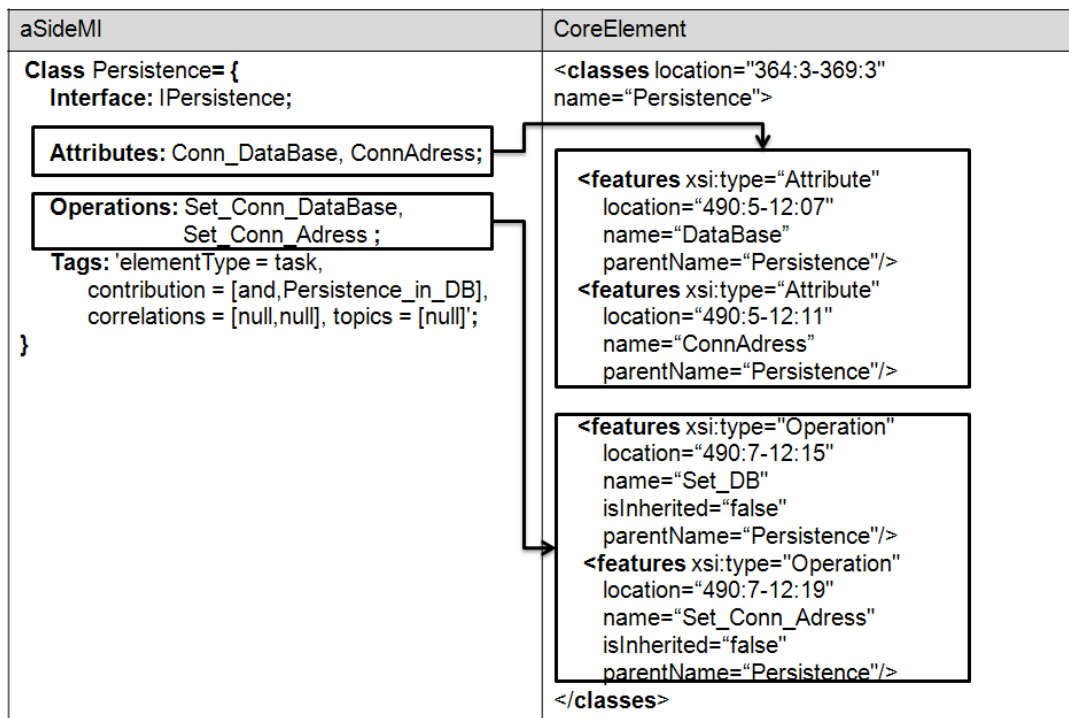 aSideMI
Class Persistence= {
Interface: IPersistence;
Attributes: Conn_DataBase, ConnAdress;
Operations: Set_Conn_DataBase,
Set_Conn_Adress ;
Tags: 'elementType = task,
contribution = [and,Persistence_in_DB],
correlations = [null,null], topics = [null]';
}
CoreElement
<classes location="364:3-369:3"
name=“Persistence">
<features xsi:type=“Attribute"
location=“490:5-12:07"
name=“DataBase”
parentName=“Persistence"/>
<features xsi:type=“Attribute"
location=“490:5-12:11"
name=“ConnAdress”
parentName=“Persistence"/>
<features xsi:type=“Operation"
location=“490:7-12:15"
name=“Set_DB"
isInherited=“false"
parentName=“Persistence"/>
<features xsi:type="Operation"
location=“490:7-12:19"
name=“Set_Conn_Adress"
isInherited=“false"
parentName=“Persistence"/>
</classes>